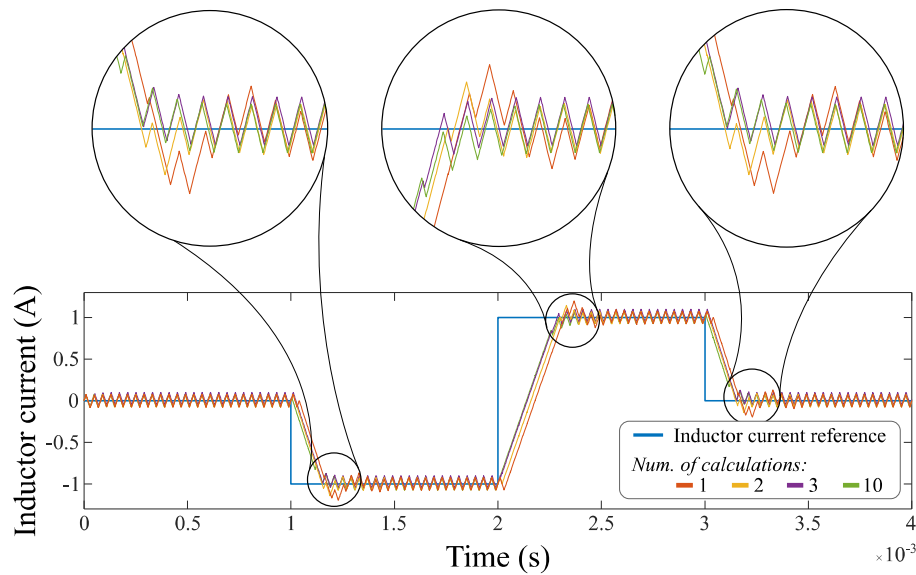 Inductor current (A)
1
0.5
0
-0.5
-1
Inductor current reference
Num. of calculations:
1 2 3 10
0 0.5 1 1.5 2 2.5 3 3.5 4
Time (s)
×10⁻³